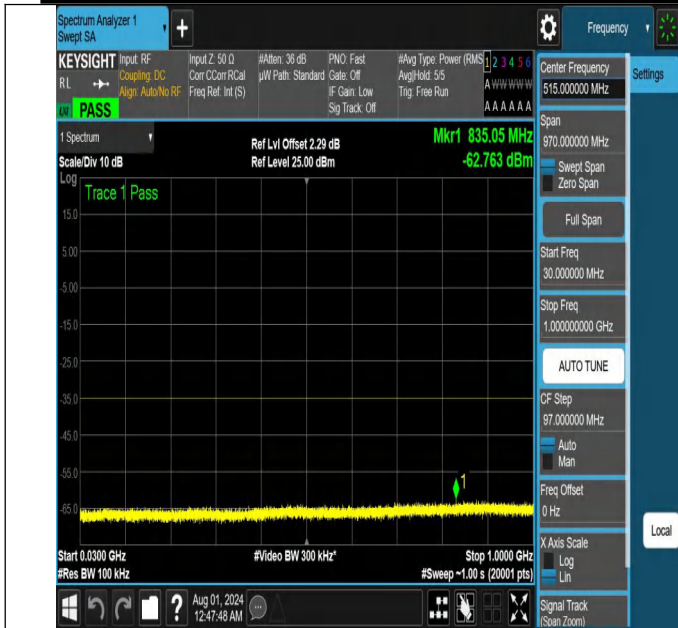 Spectrum Analyzer 1
Swept SA
+
Frequency
KEYSIGHT
RL
LXI
PASS
Input: RF
Coupling: DC
Align: Auto/No RF
Input Z: 50 Ω
Corr CCorr RCal
Freq Ref: Int (S)
#Atten: 36 dB
µW Path: Standard
PNO: Fast
Gate: Off
IF Gain: Low
Sig Track: Off
#Avg Type: Power (RMS
Avg|Hold: 5/5
Trig: Free Run
1 2 3 4 5 6
A W W W W W
A A A A A A
1 Spectrum
Scale/Div 10 dB
Ref Lvl Offset 2.29 dB
Ref Level 25.00 dBm
Mkr1 835.05 MHz
-62.763 dBm
Log
Trace 1 Pass
15.0
5.00
-5.00
-15.0
-25.0
-35.0
-45.0
-55.0
-65.0
1
Start 0.0300 GHz
#Res BW 100 kHz
#Video BW 300 kHz*
Stop 1.0000 GHz
#Sweep ~1.00 s (20001 pts)
Center Frequency
515.000000 MHz
Settings
Span
970.000000 MHz
Swept Span
Zero Span
Full Span
Start Freq
30.000000 MHz
Stop Freq
1.000000000 GHz
AUTO TUNE
CF Step
97.000000 MHz
Auto
Man
Freq Offset
0 Hz
Local
X Axis Scale
Log
Lin
Signal Track
(Span Zoom)
?
Aug 01, 2024
12:47:48 AM